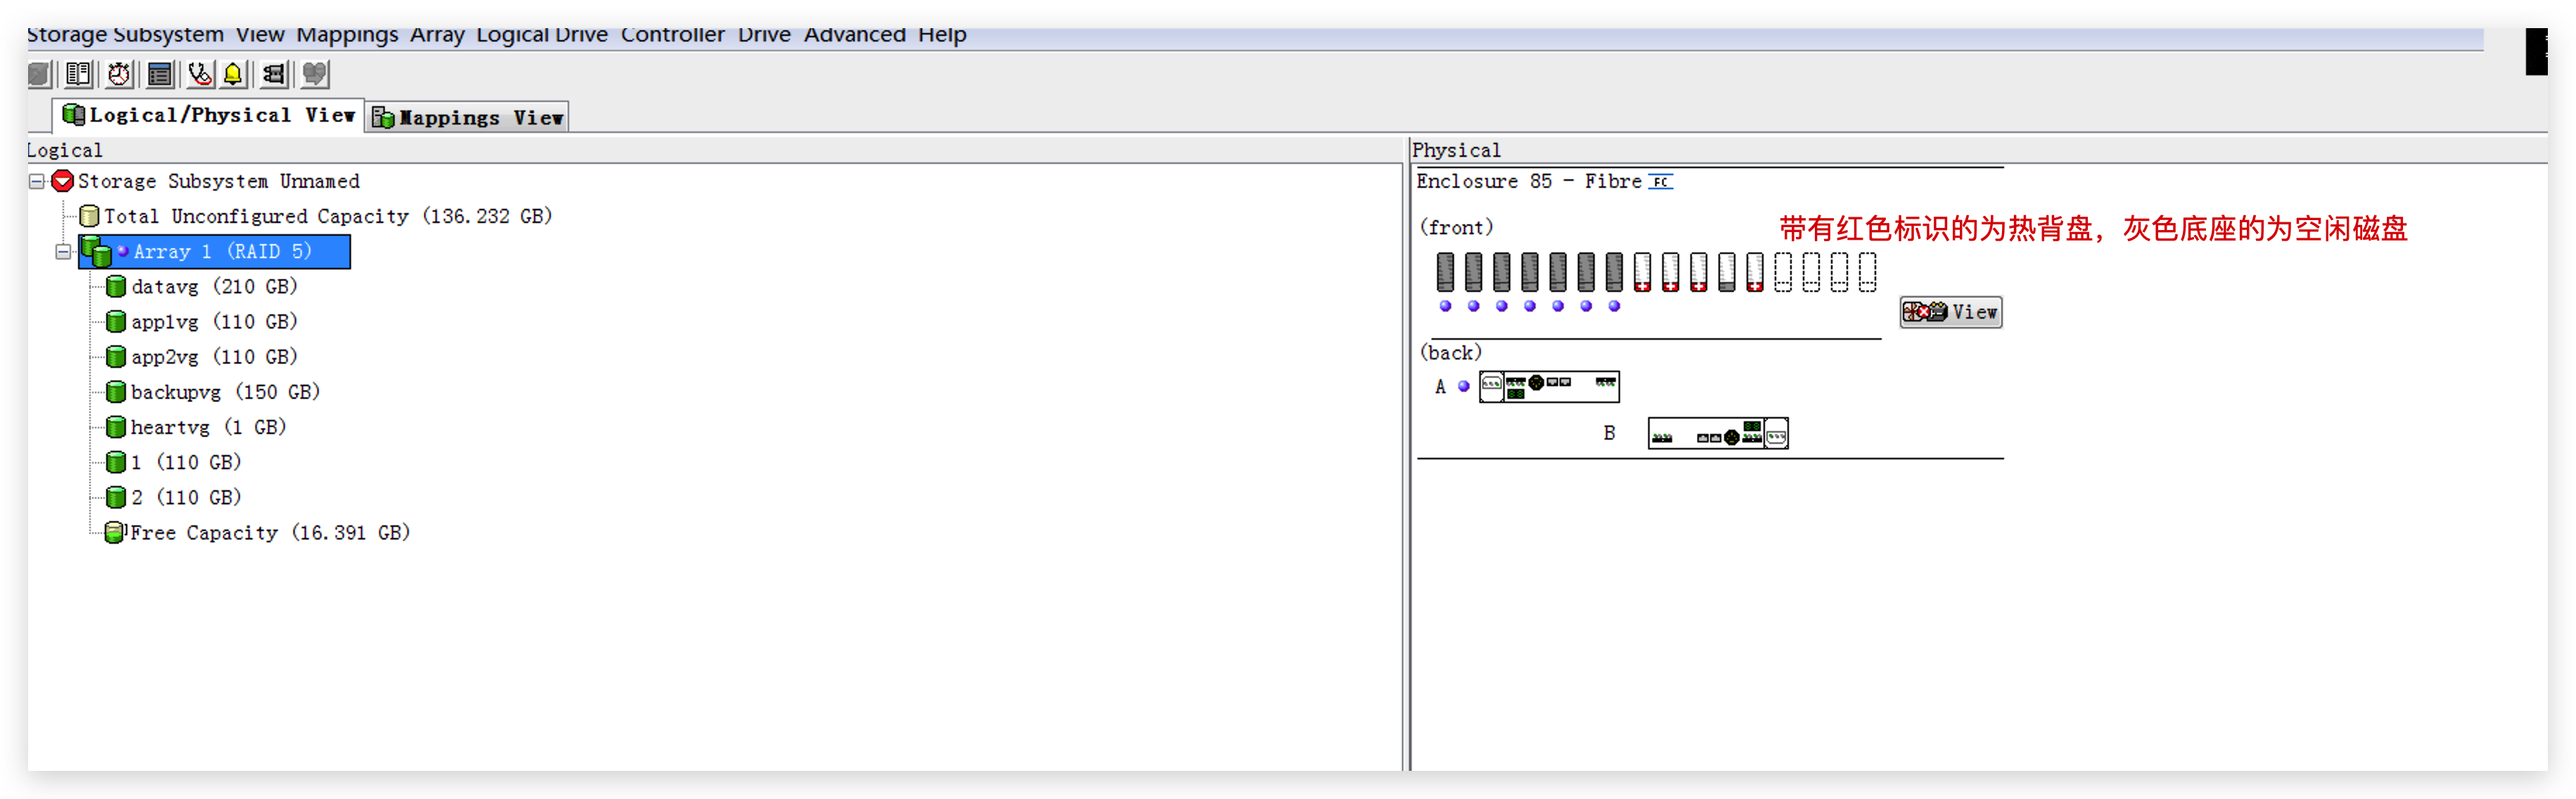 Storage Subsystem View Mappings Array Logical Drive Controller Drive Advanced Help
Logical/Physical View Mappings View
Logical
Storage Subsystem Unnamed
Total Unconfigured Capacity (136.232 GB)
Array 1 (RAID 5)
datavg (210 GB)
app1vg (110 GB)
app2vg (110 GB)
backupvg (150 GB)
heartvg (1 GB)
1 (110 GB)
2 (110 GB)
Free Capacity (16.391 GB)
Physical
Enclosure 85 - Fibre FC
带有红色标识的为热背盘，灰色底座的为空闲磁盘
(front)
View
(back)
A
B